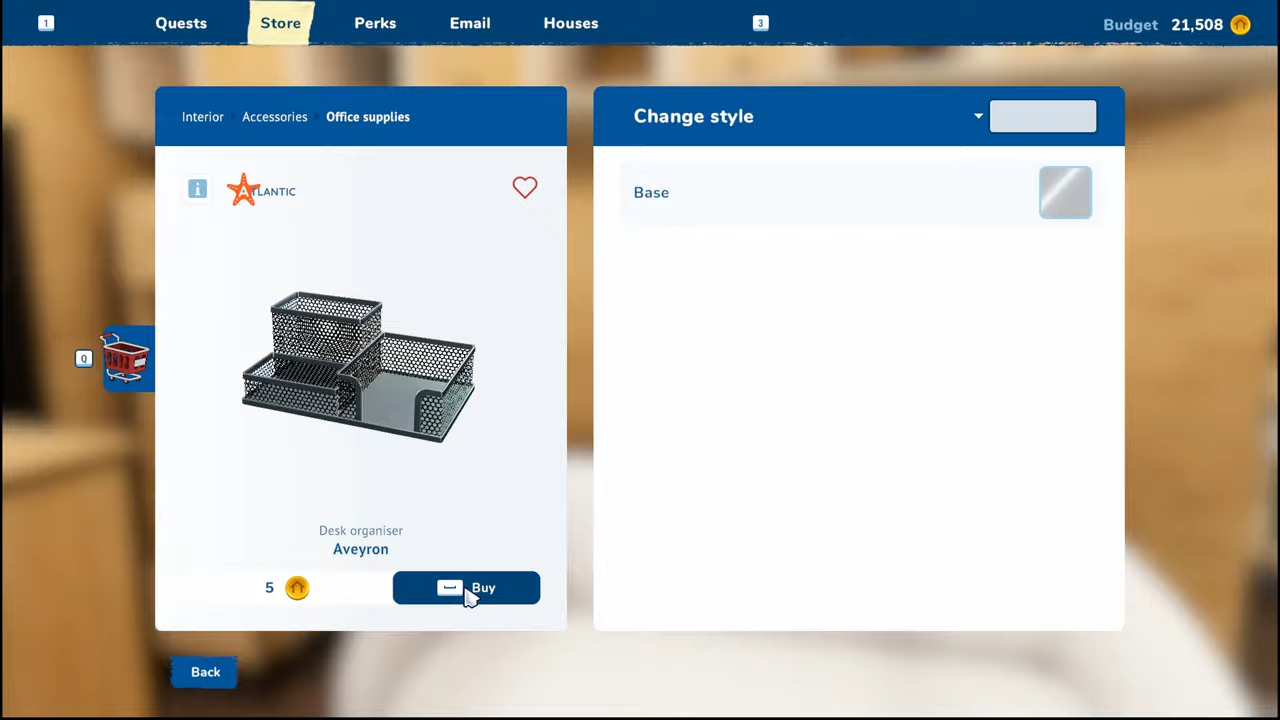 1 Quests Store Perks Email Houses 3 Budget 21,508
Interior Accessories Office supplies
Change style
i ATLANTIC
Base
Q
Desk organiser
Aveyron
5 Buy
Back